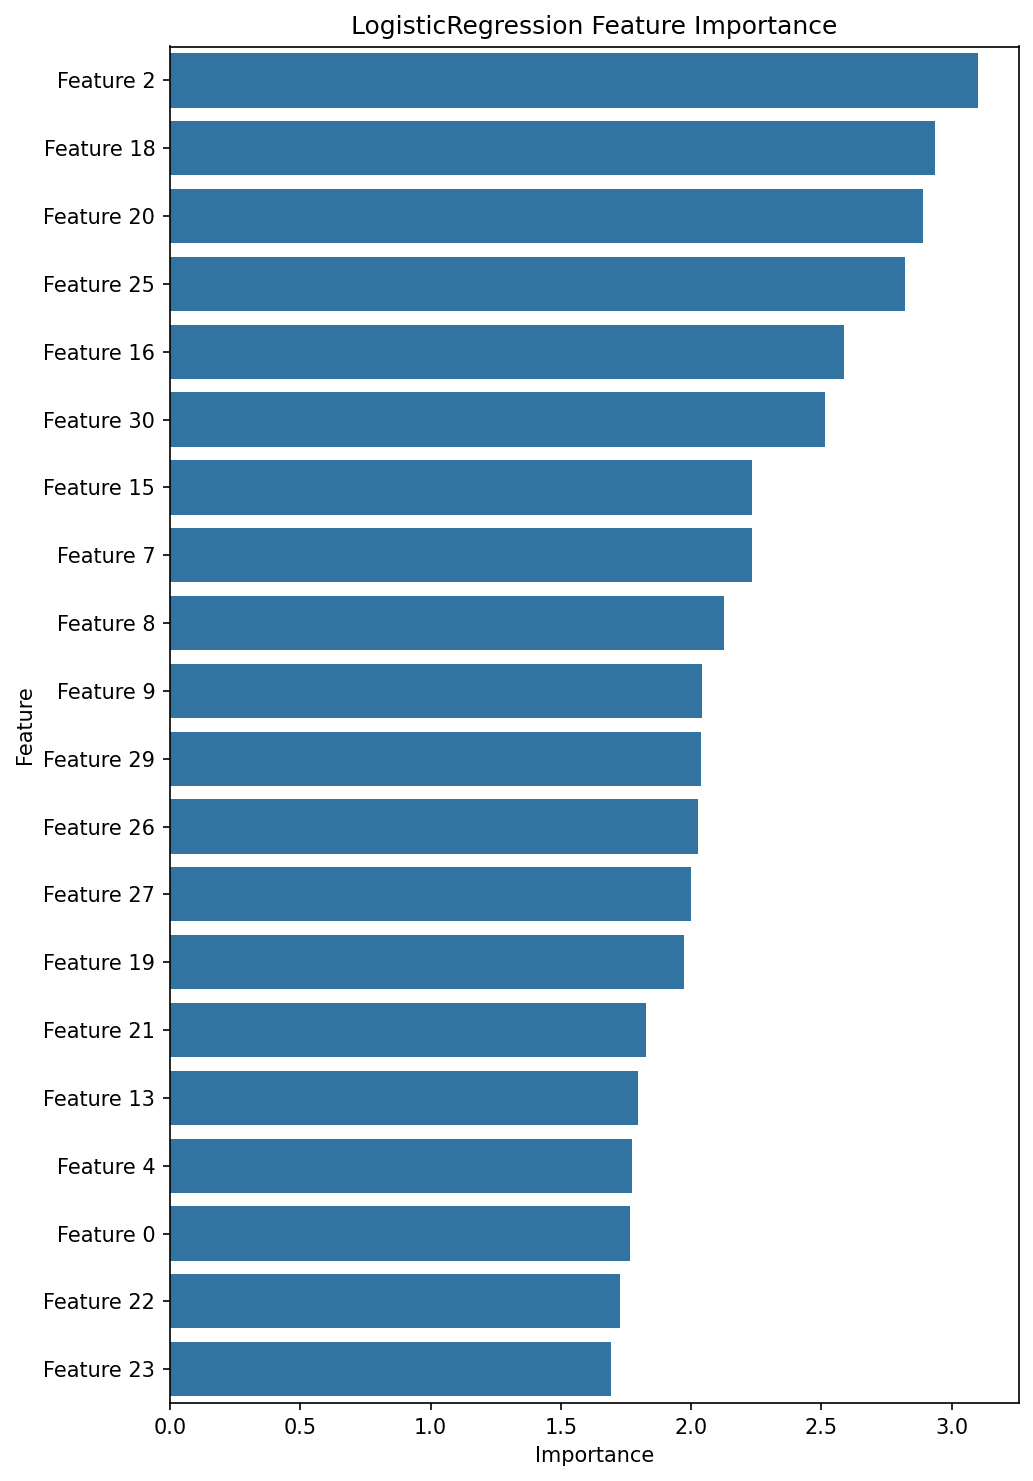 LogisticRegression Feature Importance
Feature 2
Feature 18
Feature 20
Feature 25
Feature 16
Feature 30
Feature 15
Feature 7
Feature 8
Feature 9
Feature 29
Feature 26
Feature 27
Feature 19
Feature 21
Feature 13
Feature 4
Feature 0
Feature 22
Feature 23
Feature
0.0 0.5 1.0 1.5 2.0 2.5 3.0
Importance